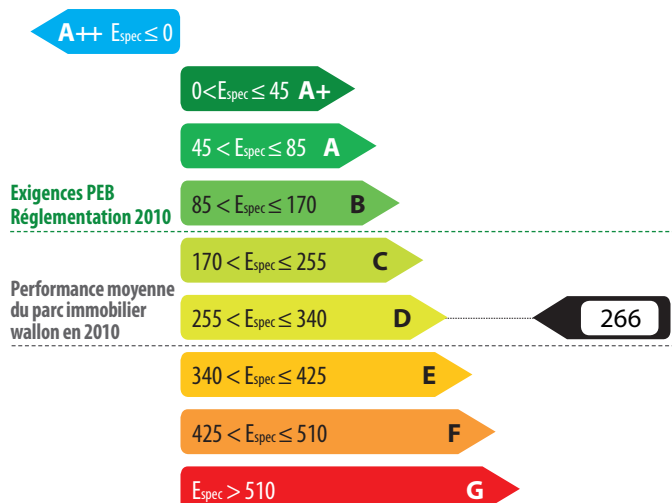 A++ Espec ≤ 0
0<Espec ≤ 45 A+
45 < Espec ≤ 85 A
Exigences PEB
Réglementation 2010
85 < Espec ≤ 170 B
170 < Espec ≤ 255 C
Performance moyenne
du parc immobilier
wallon en 2010
255 < Espec ≤ 340 D
266
340 < Espec ≤ 425 E
425 < Espec ≤ 510 F
Espec > 510 G